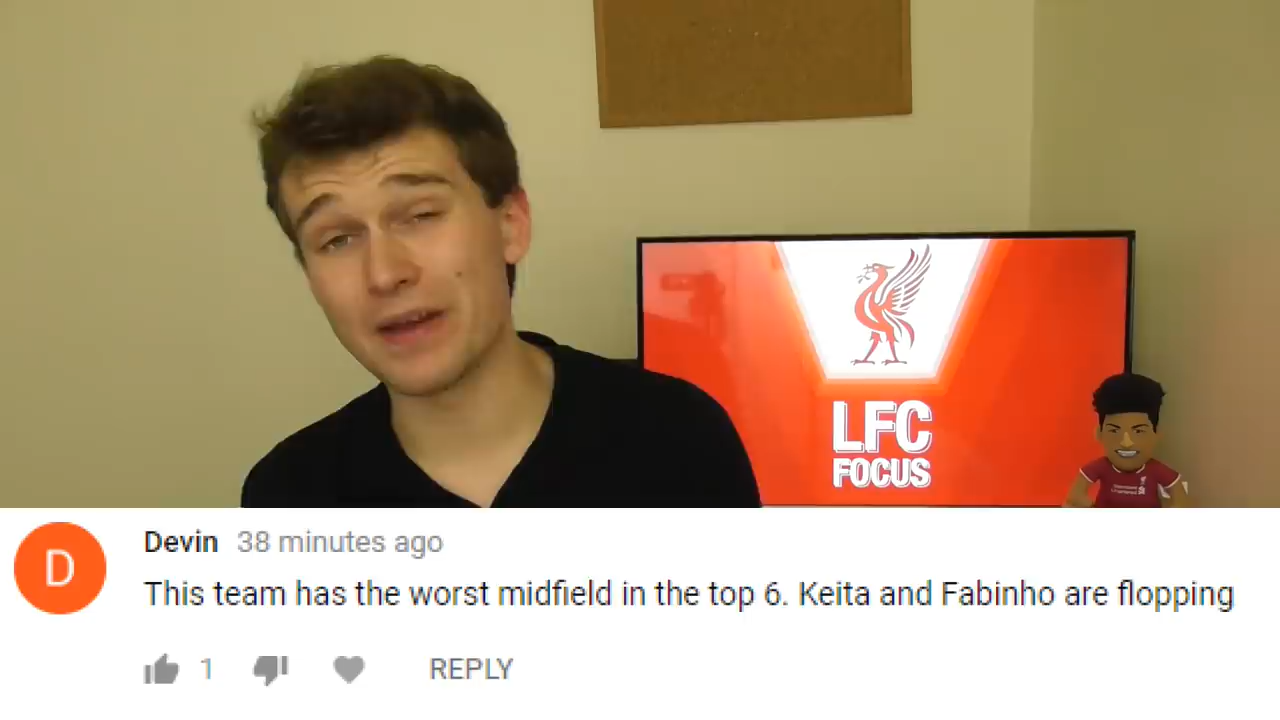 LFC
FOCUS
D
Devin 38 minutes ago
This team has the worst midfield in the top 6. Keita and Fabinho are flopping
1
REPLY